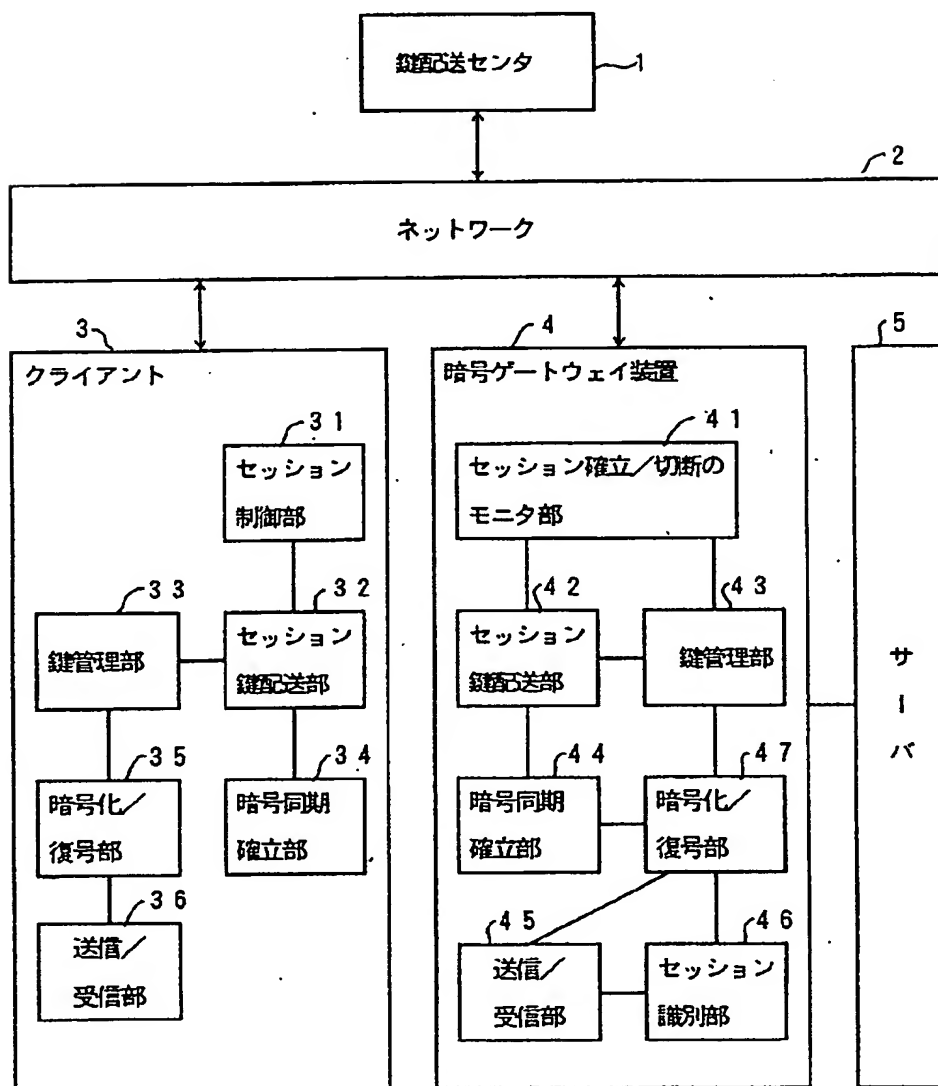 鍵配送センタ
1
2
ネットワーク
3
クライアント
31
セッション
制御部
33
鍵管理部
32
セッション
鍵配送部
35
暗号化/
復号部
34
暗号同期
確立部
36
送信/
受信部
4
暗号ゲートウェイ装置
41
セッション確立/切断の
モニタ部
42
セッション
鍵配送部
43
鍵管理部
44
暗号同期
確立部
47
暗号化/
復号部
45
送信/
受信部
46
セッション
識別部
5
サーバ